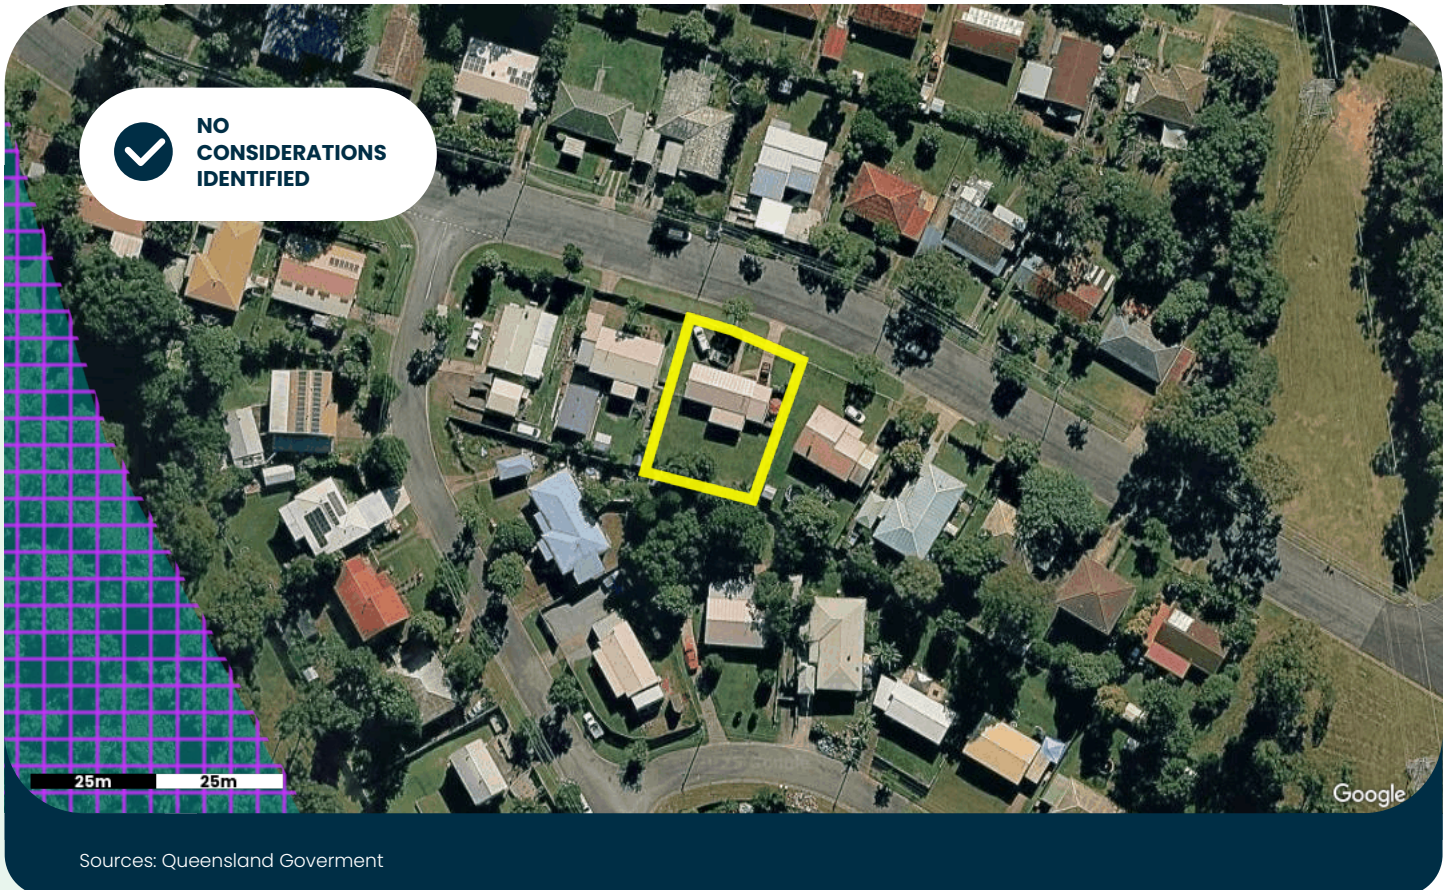 NO
CONSIDERATIONS
IDENTIFIED
25m 25m
Google
Sources: Queensland Goverment